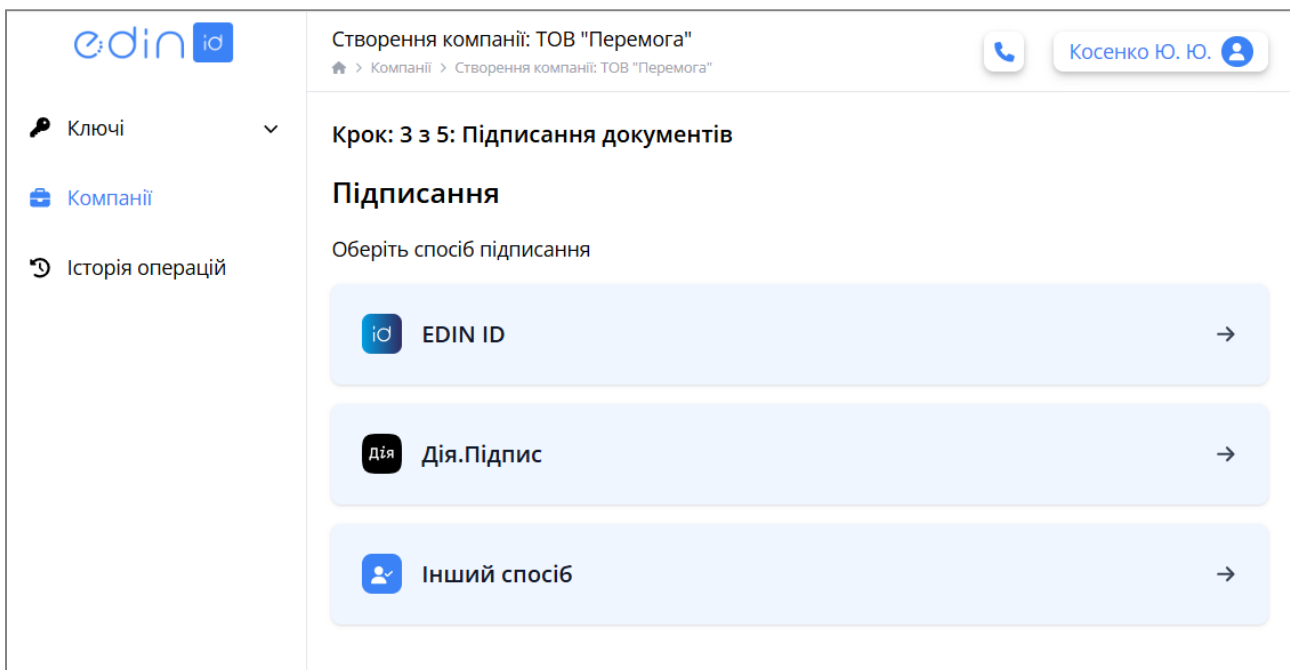 edin id
Створення компанії: ТОВ "Перемога"
Компанії > Створення компанії: ТОВ "Перемога"
Косенко Ю. Ю.
Ключі
Компанії
Історія операцій
Крок: 3 з 5: Підписання документів
Підписання
Оберіть спосіб підписання
id EDIN ID
Дія Дія.Підпис
Інший спосіб